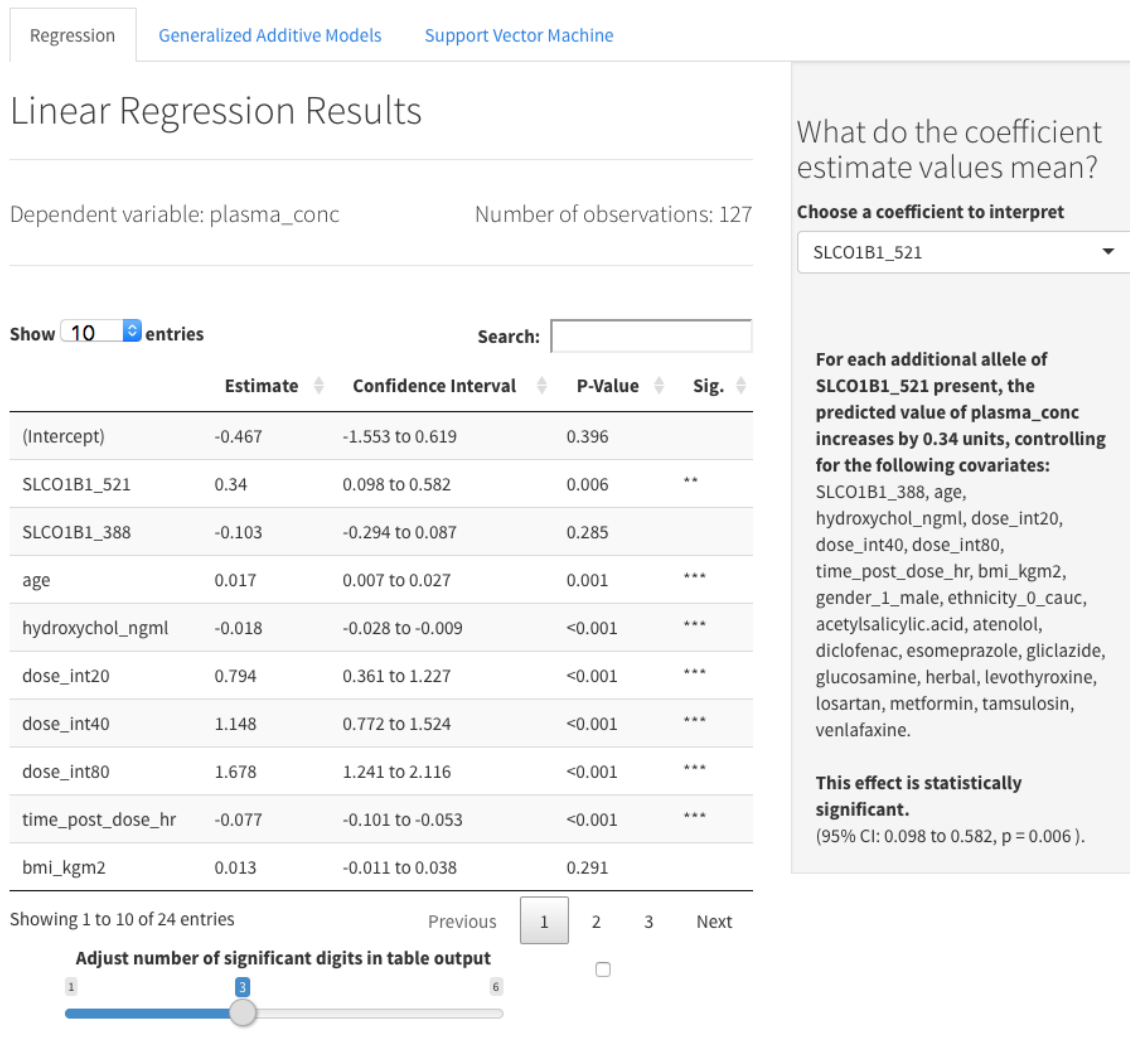 Regression Generalized Additive Models Support Vector Machine
Linear Regression Results
Dependent variable: plasma_conc Number of observations: 127
Show 10 entries Search:
Estimate Confidence Interval P-Value Sig.
(Intercept) -0.467 -1.553 to 0.619 0.396
SLCO1B1_521 0.34 0.098 to 0.582 0.006 **
SLCO1B1_388 -0.103 -0.294 to 0.087 0.285
age 0.017 0.007 to 0.027 0.001 ***
hydroxychol_ngml -0.018 -0.028 to -0.009 <0.001 ***
dose_int20 0.794 0.361 to 1.227 <0.001 ***
dose_int40 1.148 0.772 to 1.524 <0.001 ***
dose_int80 1.678 1.241 to 2.116 <0.001 ***
time_post_dose_hr -0.077 -0.101 to -0.053 <0.001 ***
bmi_kgm2 0.013 -0.011 to 0.038 0.291
Showing 1 to 10 of 24 entries Previous 1 2 3 Next
Adjust number of significant digits in table output
1 3 6
What do the coefficient
estimate values mean?
Choose a coefficient to interpret
SLCO1B1_521
For each additional allele of
SLCO1B1_521 present, the
predicted value of plasma_conc
increases by 0.34 units, controlling
for the following covariates:
SLCO1B1_388, age,
hydroxychol_ngml, dose_int20,
dose_int40, dose_int80,
time_post_dose_hr, bmi_kgm2,
gender_1_male, ethnicity_0_cauc,
acetylsalicylic.acid, atenolol,
diclofenac, esomeprazole, gliclazide,
glucosamine, herbal, levothyroxine,
losartan, metformin, tamsulosin,
venlafaxine.
This effect is statistically
significant.
(95% CI: 0.098 to 0.582, p = 0.006 ).